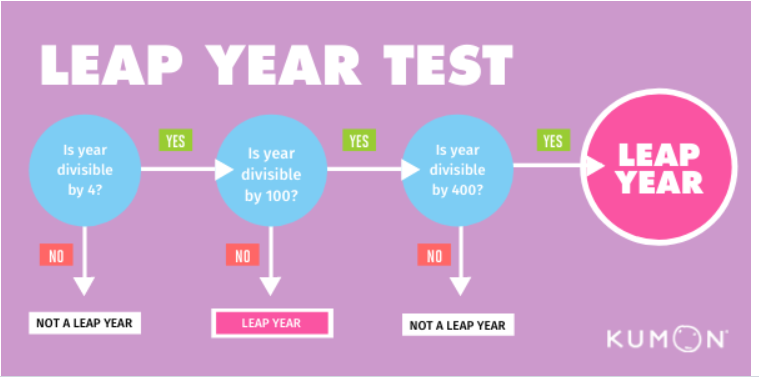 LEAP YEAR TEST
Is year
divisible
by 4?
YES
Is year
divisible
by 100?
YES
Is year
divisible
by 400?
YES
LEAP
YEAR
NO
NO
NO
NOT A LEAP YEAR
LEAP YEAR
NOT A LEAP YEAR
KUMON